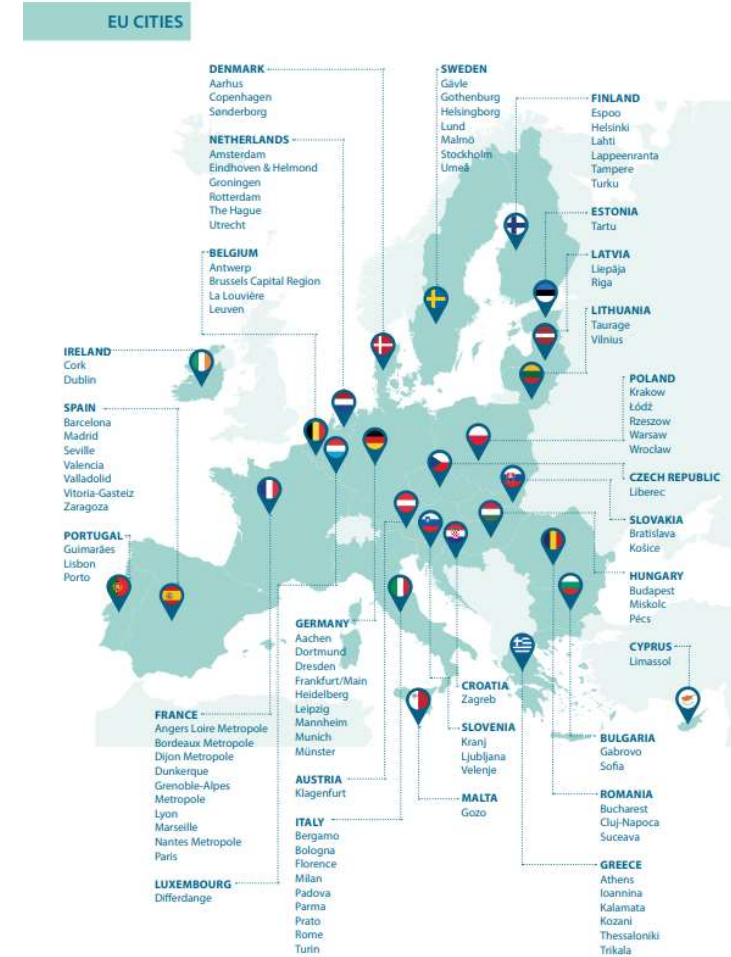 EU CITIES
DENMARK
Aarhus
Copenhagen
Sønderborg
NETHERLANDS
Amsterdam
Eindhoven & Helmond
Groningen
Rotterdam
The Hague
Utrecht
BELGIUM
Antwerp
Brussels Capital Region
La Louvière
Leuven
IRELAND
Cork
Dublin
SPAIN
Barcelona
Madrid
Seville
Valencia
Valladolid
Vitoria-Gasteiz
Zaragoza
PORTUGAL
Guimarães
Lisbon
Porto
SWEDEN
Gävle
Gothenburg
Helsingborg
Lund
Malmö
Stockholm
Umeå
FINLAND
Espoo
Helsinki
Lahti
Lappeenranta
Tampere
Turku
ESTONIA
Tartu
LATVIA
Liepāja
Riga
LITHUANIA
Taurage
Vilnius
POLAND
Krakow
Łódź
Rzeszow
Warsaw
Wrocław
CZECH REPUBLIC
Liberec
SLOVAKIA
Bratislava
Košice
HUNGARY
Budapest
Miskolc
Pécs
CYPRUS
Limassol
FRANCE
Angers Loire Metropole
Bordeaux Metropole
Dijon Metropole
Dunkerque
Grenoble-Alpes
Metropole
Lyon
Marseille
Nantes Metropole
Paris
LUXEMBOURG
Differdange
GERMANY
Aachen
Dortmund
Dresden
Frankfurt/Main
Heidelberg
Leipzig
Mannheim
Munich
Münster
AUSTRIA
Klagenfurt
ITALY
Bergamo
Bologna
Florence
Milan
Padova
Parma
Prato
Rome
Turin
CROATIA
Zagreb
SLOVENIA
Kranj
Ljubljana
Velenje
MALTA
Gozo
BULGARIA
Gabrovo
Sofia
ROMANIA
Bucharest
Cluj-Napoca
Suceava
GREECE
Athens
Ioannina
Kalamata
Kozani
Thessaloniki
Trikala